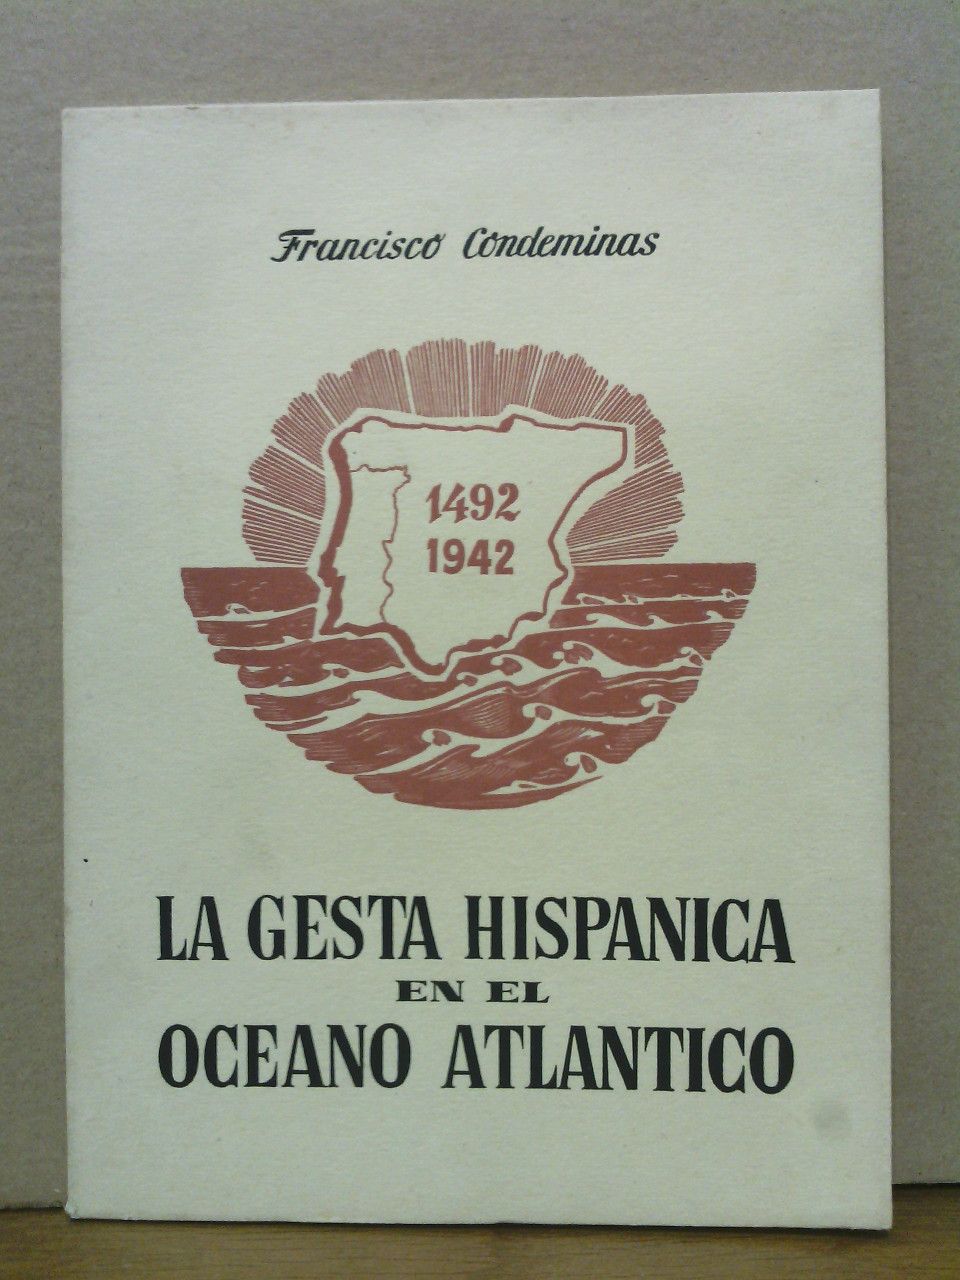 Francisco Condeminas
1492
1942
LA GESTA HISPANICA
EN EL
OCEANO ATLANTICO